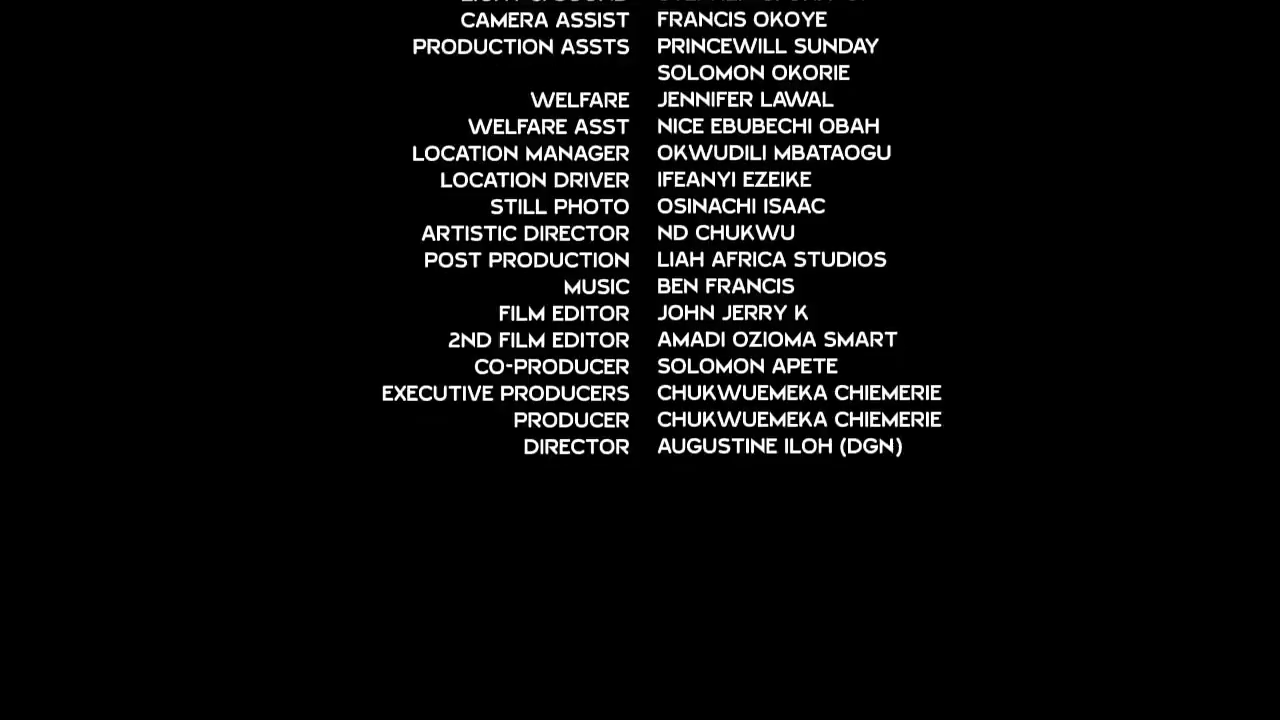 CAMERA ASSIST FRANCIS OKOYE
PRODUCTION ASSTS PRINCEWILL SUNDAY
SOLOMON OKORIE
WELFARE JENNIFER LAWAL
WELFARE ASST NICE EBUBECHI OBAH
LOCATION MANAGER OKWUDILI MBATAOGU
LOCATION DRIVER IFEANYI EZEIKE
STILL PHOTO OSINACHI ISAAC
ARTISTIC DIRECTOR ND CHUKWU
POST PRODUCTION LIAH AFRICA STUDIOS
MUSIC BEN FRANCIS
FILM EDITOR JOHN JERRY K
2ND FILM EDITOR AMADI OZIOMA SMART
CO-PRODUCER SOLOMON APETE
EXECUTIVE PRODUCERS CHUKWUEMEKA CHIEMERIE
PRODUCER CHUKWUEMEKA CHIEMERIE
DIRECTOR AUGUSTINE ILOH (DGN)